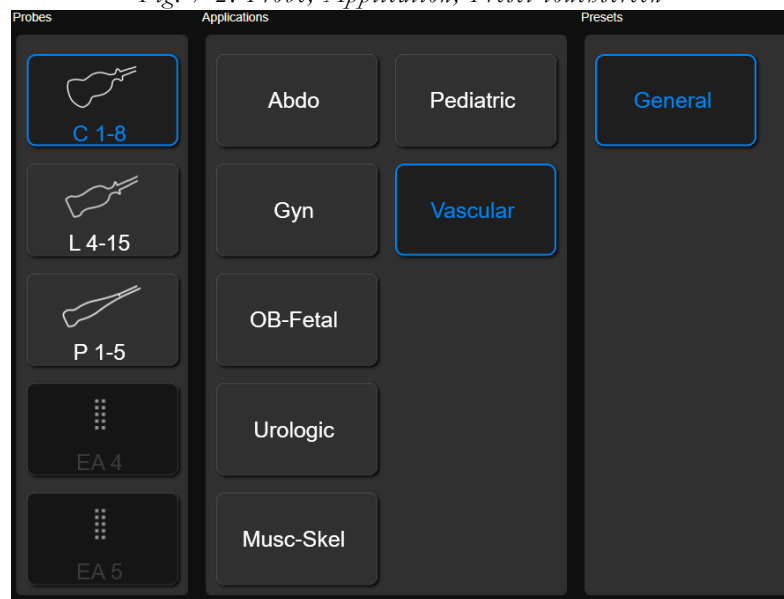 Fig. 7-2: Probe, Application, Preset touchscreen
Probes
Applications
Presets
C 1-8
L 4-15
P 1-5
EA 4
EA 5
Abdo
Pediatric
Gyn
Vascular
OB-Fetal
Urologic
Musc-Skel
General